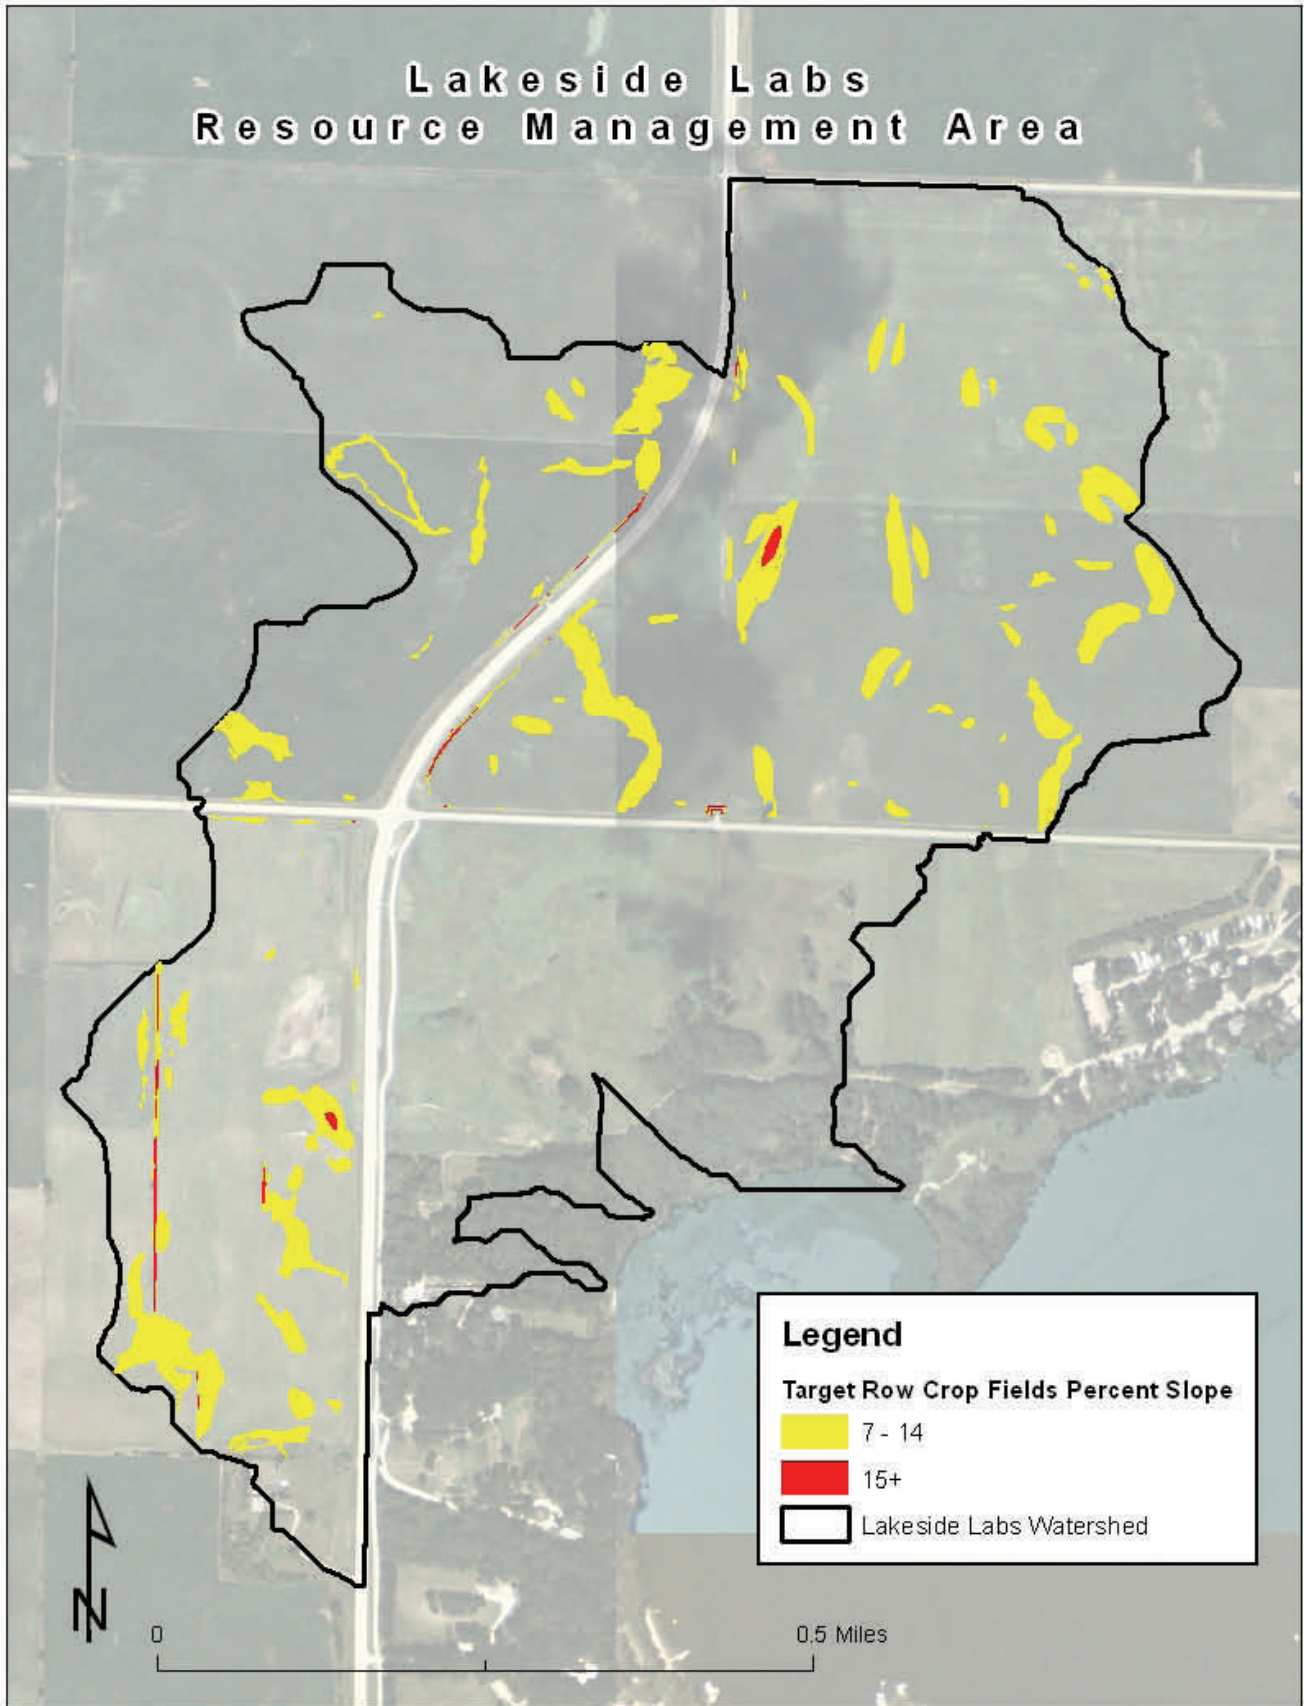 Lakeside Labs
Resource Management Area
Legend
Target Row Crop Fields Percent Slope
7 - 14
15+
Lakeside Labs Watershed
N
0
0.5 Miles